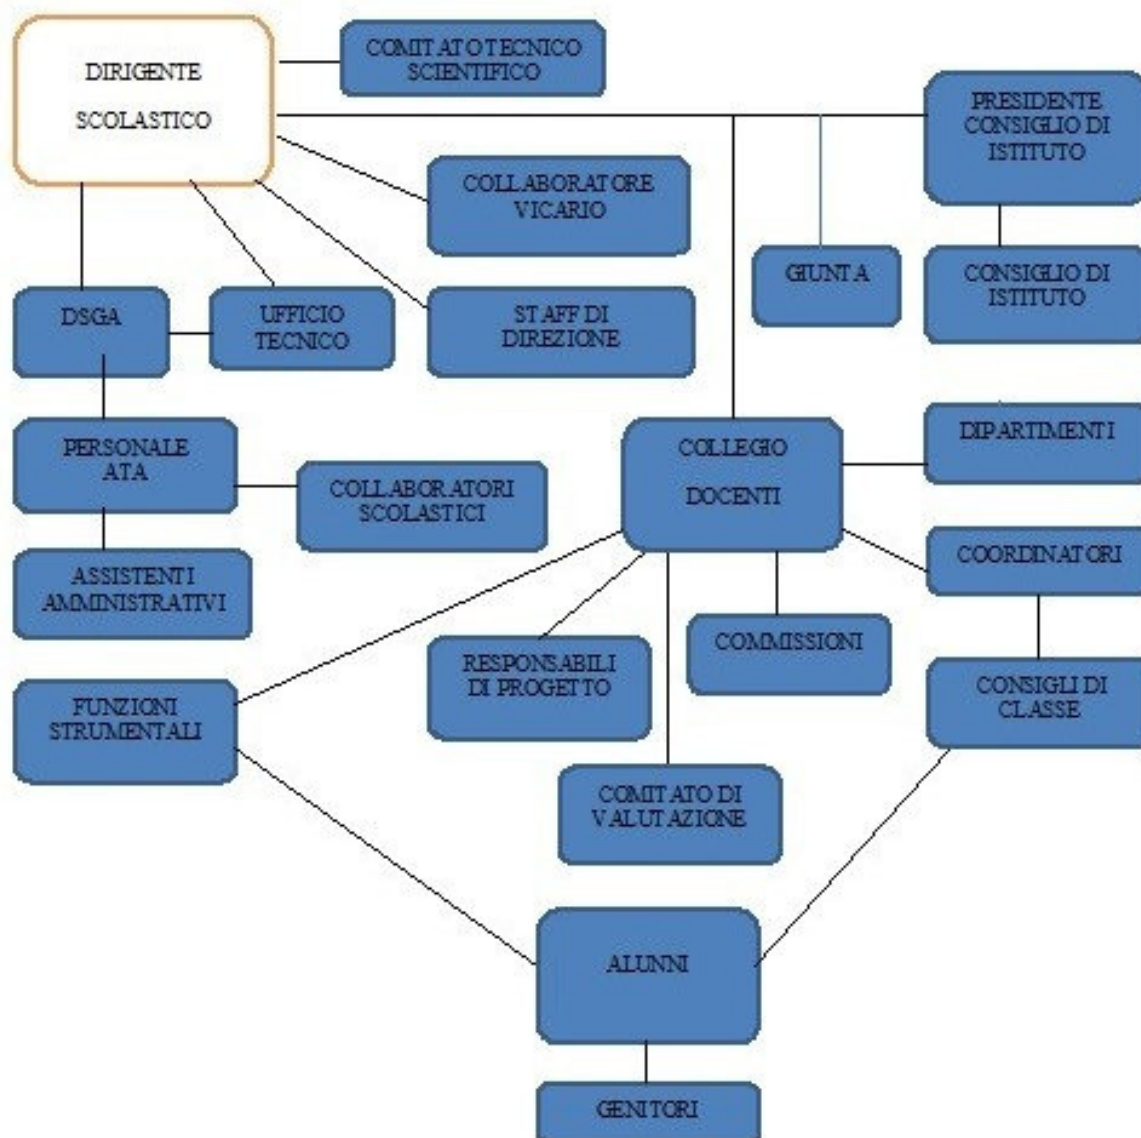 DIRIGENTE
SCOLASTICO
COMITATO TECNICO
SCIENTIFICO
PRESIDENTE
CONSIGLIO DI
ISTITUTO
COLLABORATORE
VICARIO
GIUNTA
CONSIGLIO DI
ISTITUTO
DSGA
UFFICIO
TECNICO
STAFF DI
DIREZIONE
PERSONALE
ATA
COLLABORATORI
SCOLASTICI
COLLEGIO
DOCENTI
DIPARTIMENTI
COORDINATORI
ASSISTENTI
AMMINISTRATIVI
RESPONSABILI
DI PROGETTO
COMMISSIONI
CONSIGLI DI
CLASSE
FUNZIONI
STRUMENTALI
COMITATO DI
VALUTAZIONE
ALUNNI
GENITORI